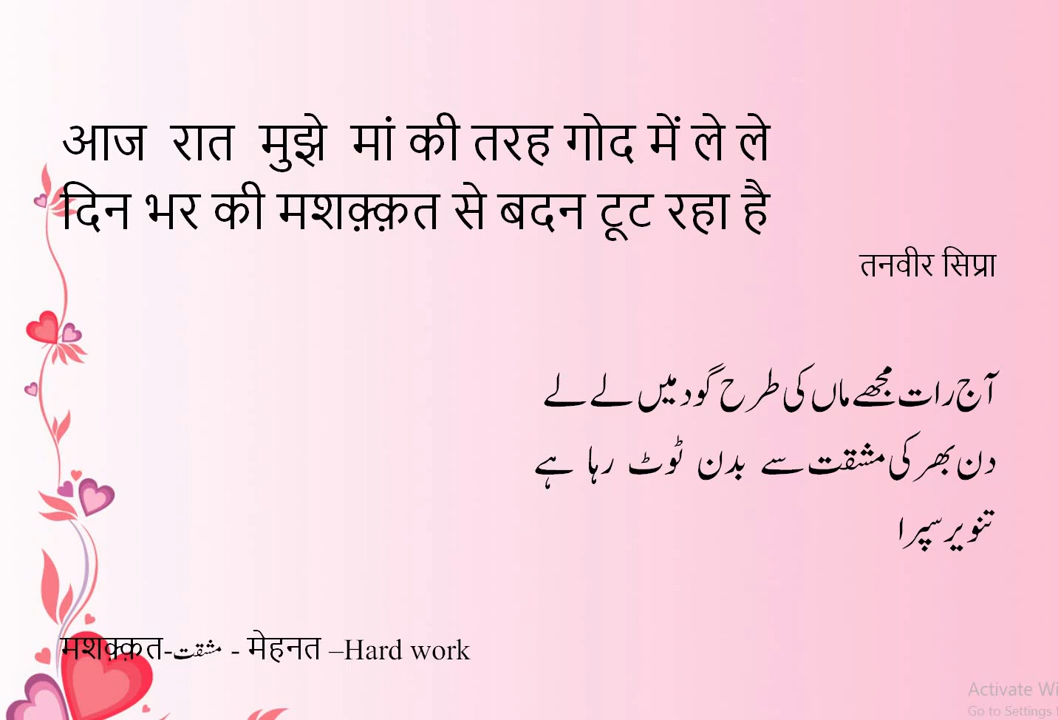 आज रात मुझे मां की तरह गोद में ले ले
दिन भर की मशक़्क़त से बदन टूट रहा है
तनवीर सिप्रा
آج رات مجھے ماں کی طرح گود میں لے لے
دن بھر کی مشقت سے بدن ٹوٹ رہا ہے
تنویر سپرا
मशक़्क़त-مشقت - मेहनत –Hard work
Activate Wi
Go to Settings